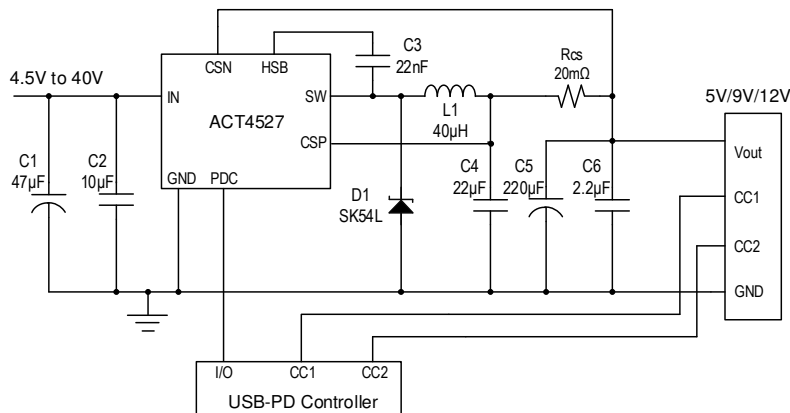 CSN
HSB
C3
22nF
Rcs
20mΩ
4.5V to 40V
IN
SW
5V/9V/12V
ACT4527
L1
40μH
CSP
Vout
C1
47μF
C2
10μF
GND
PDC
C4
22μF
C5
220μF
C6
2.2μF
D1
SK54L
CC1
CC2
GND
I/O
CC1
CC2
USB-PD Controller